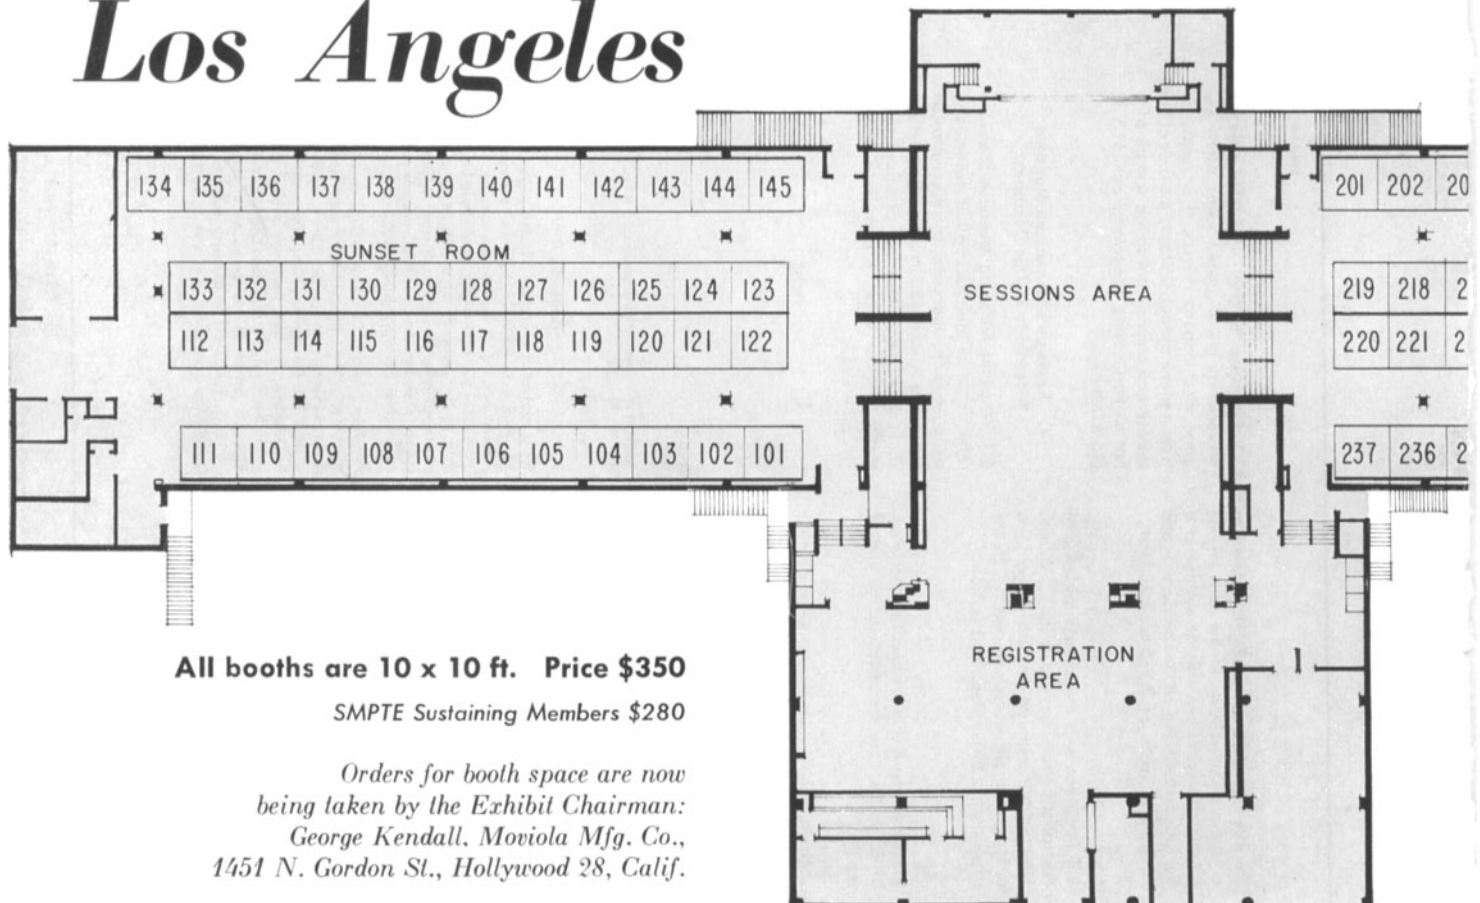 Los Angeles
134 135 136 137 138 139 140 141 142 143 144 145
201 202
SUNSET ROOM
133 132 131 130 129 128 127 126 125 124 123
SESSIONS AREA
219 218
112 113 114 115 116 117 118 119 120 121 122
220 221
111 110 109 108 107 106 105 104 103 102 101
237 236
REGISTRATION
AREA
All booths are 10 x 10 ft. Price $350
SMPTE Sustaining Members $280
Orders for booth space are now
being taken by the Exhibit Chairman:
George Kendall, Moviola Mfg. Co.,
1451 N. Gordon St., Hollywood 28, Calif.